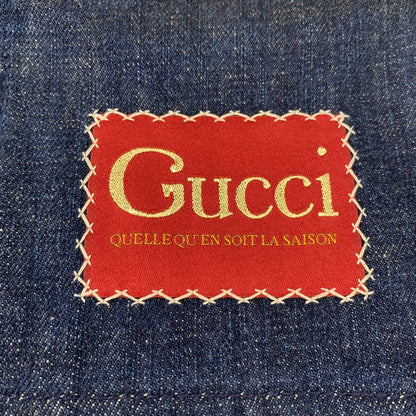 Gucci
QUELLE QU'EN SOIT LA SAISON